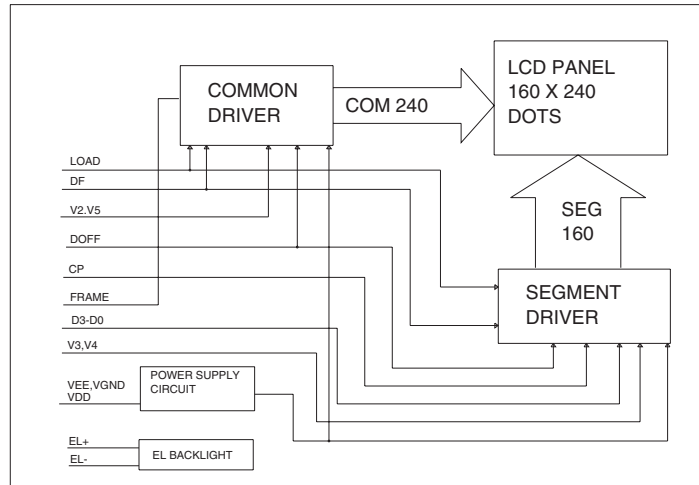 COMMON
DRIVER
COM 240
LCD PANEL
160 X 240
DOTS
LOAD
DF
V2.V5
DOFF
CP
FRAME
D3-D0
V3,V4
SEG
160
SEGMENT
DRIVER
VEE,VGND
VDD
POWER SUPPLY
CIRCUIT
EL+
EL-
EL BACKLIGHT